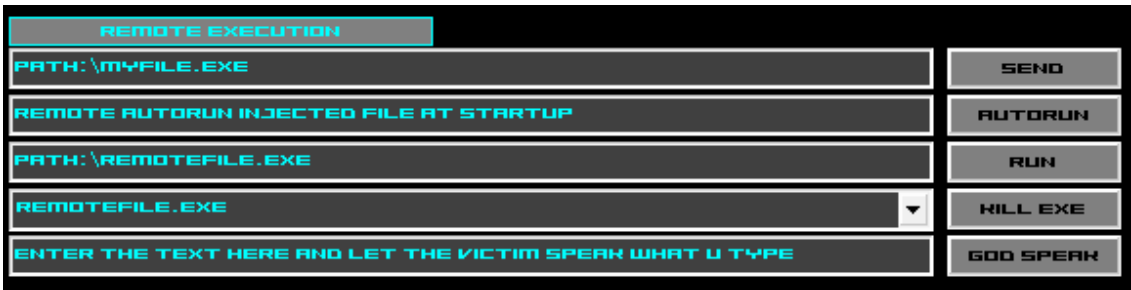 REMOTE EXECUTION
PATH:\MYFILE.EXE
SEND
REMOTE AUTORUN INJECTED FILE AT STARTUP
AUTORUN
PATH:\REMOTEFILE.EXE
RUN
REMOTEFILE.EXE
KILL EXE
ENTER THE TEXT HERE AND LET THE VICTIM SPEAK WHAT U TYPE
GOD SPEAK